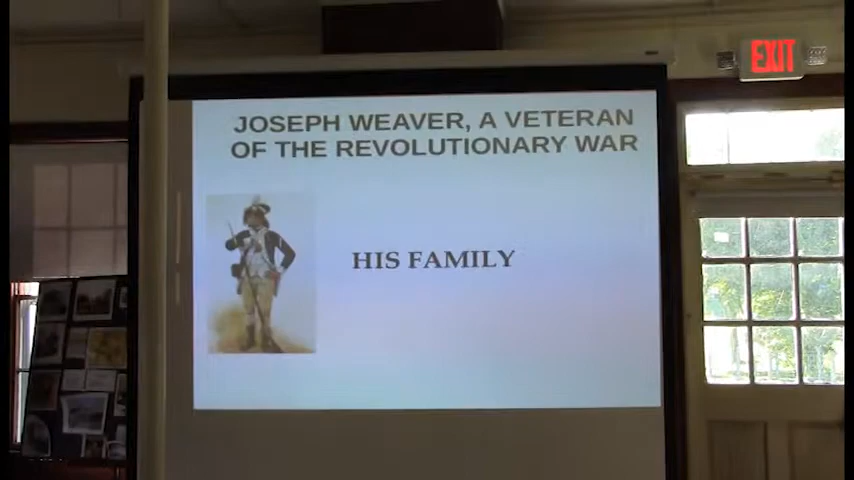 EXIT
JOSEPH WEAVER, A VETERAN
OF THE REVOLUTIONARY WAR
HIS FAMILY